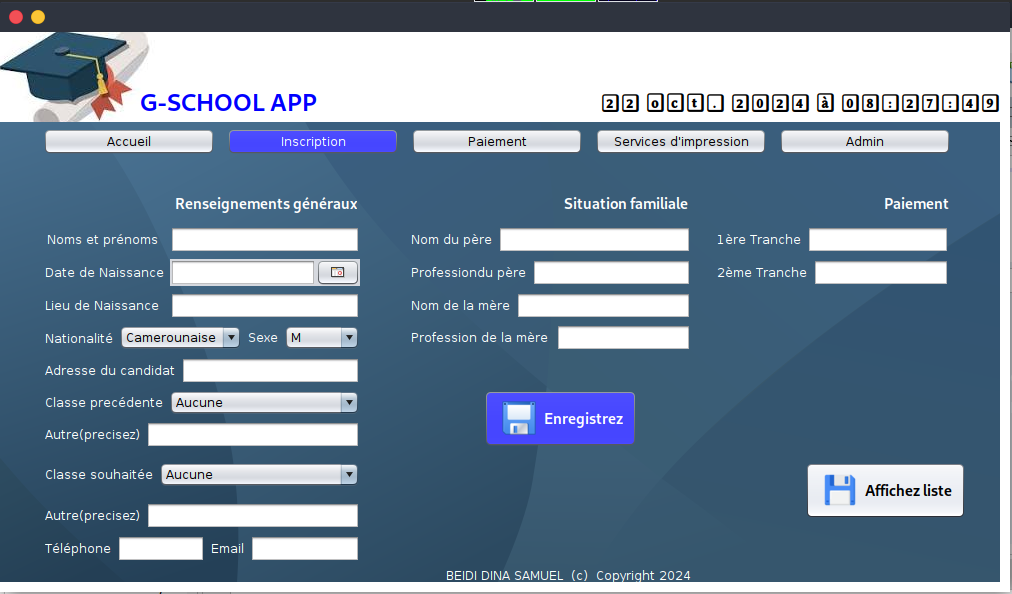 G-SCHOOL APP
22 oct. 2024 à 08:27:49
Accueil
Inscription
Paiement
Services d'impression
Admin
Renseignements généraux
Noms et prénoms
Date de Naissance
Lieu de Naissance
Nationalité Camerounaise Sexe M
Adresse du candidat
Classe precédente Aucune
Autre(precisez)
Classe souhaitée Aucune
Autre(precisez)
Téléphone Email
Situation familiale
Nom du père
Professiondu père
Nom de la mère
Profession de la mère
Enregistrez
Paiement
1ère Tranche
2ème Tranche
Affichez liste
BEIDI DINA SAMUEL (c) Copyright 2024